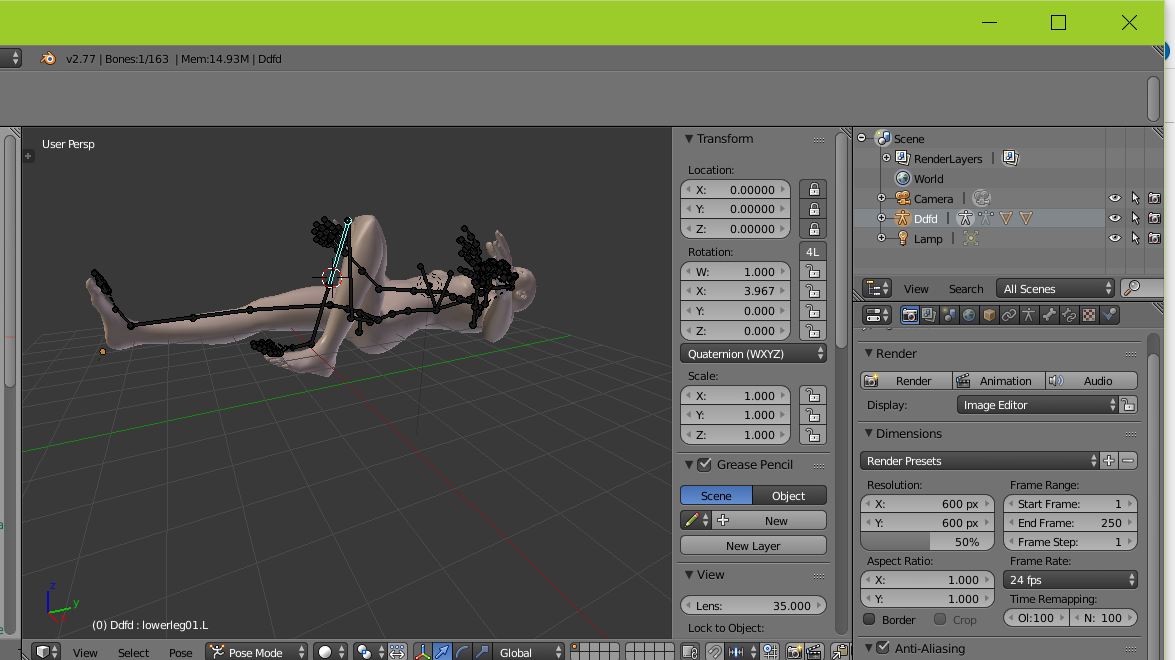 v2.77 | Bones:1/163 | Mem:14.93M | Ddfd
User Persp
z
y
(0) Ddfd : lowerleg01.L
View Select Pose Pose Mode Global
Transform
Location:
X: 0.00000
Y: 0.00000
Z: 0.00000
Rotation: 4L
W: 1.000
X: 3.967
Y: 0.000
Z: 0.000
Quaternion (WXYZ)
Scale:
X: 1.000
Y: 1.000
Z: 1.000
Grease Pencil
Scene Object
New
New Layer
View
Lens: 35.000
Lock to Object:
Scene
RenderLayers |
World
Camera |
Ddfd |
Lamp |
View Search All Scenes
Render
Render Animation Audio
Display: Image Editor
Dimensions
Render Presets
Resolution: Frame Range:
X: 600 px Start Frame: 1
Y: 600 px End Frame: 250
50% Frame Step: 1
Aspect Ratio: Frame Rate:
X: 1.000 24 fps
Y: 1.000 Time Remapping:
Border Crop Ol:100 N: 100
Anti-Aliasing